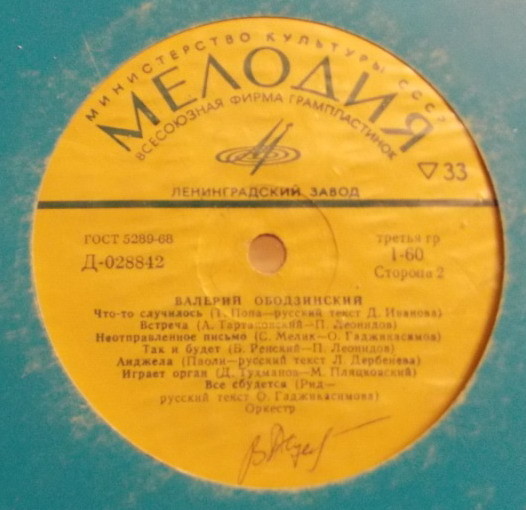 МИНИСТЕРСТВО КУЛЬТУРЫ СССР
МЕЛОДИЯ
ВСЕСОЮЗНАЯ ФИРМА ГРАМПЛАСТИНОК
33
ЛЕНИНГРАДСКИЙ ЗАВОД
ГОСТ 5289-68
Д-028842
третья гр
1-60
Сторона 2
ВАЛЕРИЙ ОБОДЗИНСКИЙ
Что-то случилось (Т. Попа—русский текст Д. Иванова)
Встреча (А. Тартаковский—П. Леонидов)
Неотправленное письмо (С. Мелик—О. Гаджикасимов)
Так и будет (Б. Ренский—П. Леонидов)
Анджела (Паоли—русский текст Л. Дербенева)
Играет орган (Д. Тухманов—М. Пляцковский)
Все сбудется (Рид—
русский текст О. Гаджикасимова)
Оркестр